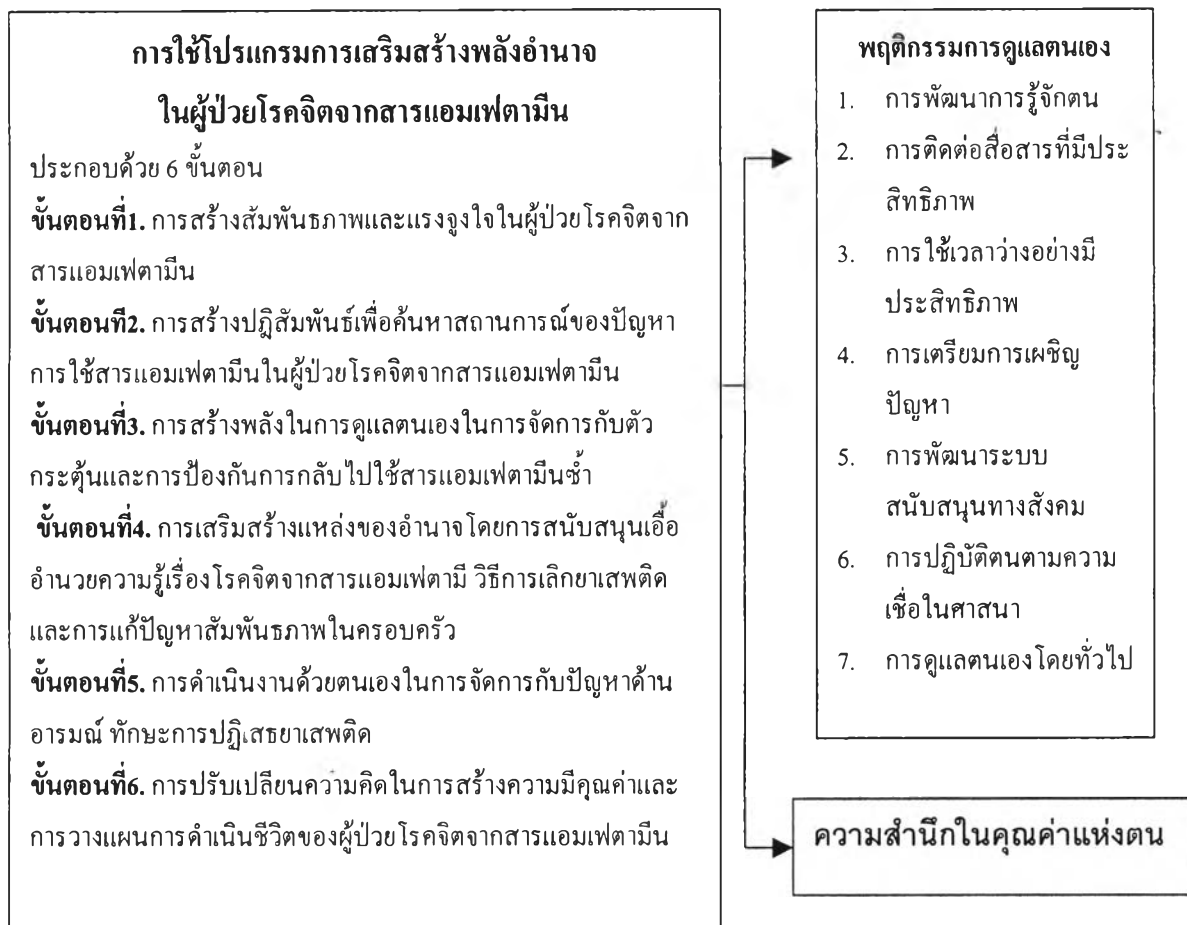 การใช้โปรแกรมการเสริมสร้างพลังอำนาจ
ในผู้ป่วยโรคจิตจากสารแอมเฟตามีน
ประกอบด้วย 6 ขั้นตอน
ขั้นตอนที่1. การสร้างสัมพันธภาพและแรงจูงใจในผู้ป่วยโรคจิตจาก
สารแอมเฟตามีน
ขั้นตอนที2. การสร้างปฏิสัมพันธ์เพื่อค้นหาสถานการณ์ของปัญหา
การใช้สารแอมเฟตามีนในผู้ป่วยโรคจิตจากสารแอมเฟตามีน
ขั้นตอนที่3. การสร้างพลังในการดูแลตนเองในการจัดการกับตัว
กระตุ้นและการป้องกันการกลับไปใช้สารแอมเฟตามีนซ้ำ
ขั้นตอนที่4. การเสริมสร้างแหล่งของอำนาจโดยการสนับสนุนเอื้อ
อำนวยความรู้เรื่องโรคจิตจากสารแอมเฟตามี วิธีการเลิกยาเสพติด
และการแก้ปัญหาสัมพันธภาพในครอบครัว
ขั้นตอนที่5. การดำเนินงานด้วยตนเองในการจัดการกับปัญหาด้าน
อารมณ์ ทักษะการปฏิเสธยาเสพติด
ขั้นตอนที่6. การปรับเปลี่ยนความคิดในการสร้างความมีคุณค่าและ
การวางแผนการดำเนินชีวิตของผู้ป่วยโรคจิตจากสารแอมเฟตามีน
พฤติกรรมการดูแลตนเอง
1. การพัฒนาการรู้จักตน
2. การติดต่อสื่อสารที่มีประ
สิทธิภาพ
3. การใช้เวลาว่างอย่างมี
ประสิทธิภาพ
4. การเตรียมการเผชิญ
ปัญหา
5. การพัฒนาระบบ
สนับสนุนทางสังคม
6. การปฏิบัติตนตามความ
เชื่อในศาสนา
7. การดูแลตนเองโดยทั่วไป
ความสำนึกในคุณค่าแห่งตน